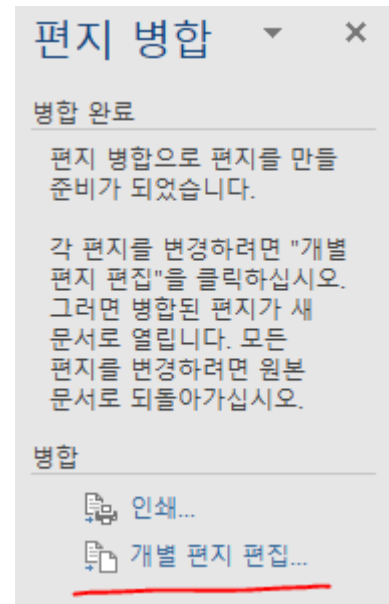 편지 병합
병합 완료
편지 병합으로 편지를 만들
준비가 되었습니다.
각 편지를 변경하려면 "개별
편지 편집"을 클릭하십시오.
그러면 병합된 편지가 새
문서로 열립니다. 모든
편지를 변경하려면 원본
문서로 되돌아가십시오.
병합
인쇄...
개별 편지 편집...